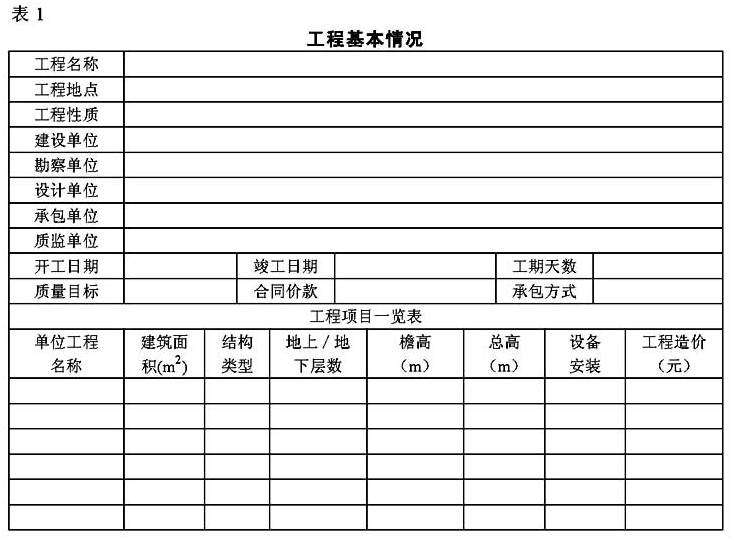 表 1
工程基本情况
工程名称
工程地点
工程性质
建设单位
勘察单位
设计单位
承包单位
质监单位
开工日期 竣工日期 工期天数
质量目标 合同价款 承包方式
工程项目一览表
单位工程 建筑面 结构 地上／地 檐高 总高 设备 工程造价
名称 积(m²) 类型 下层数 （m） （m） 安装 （元）